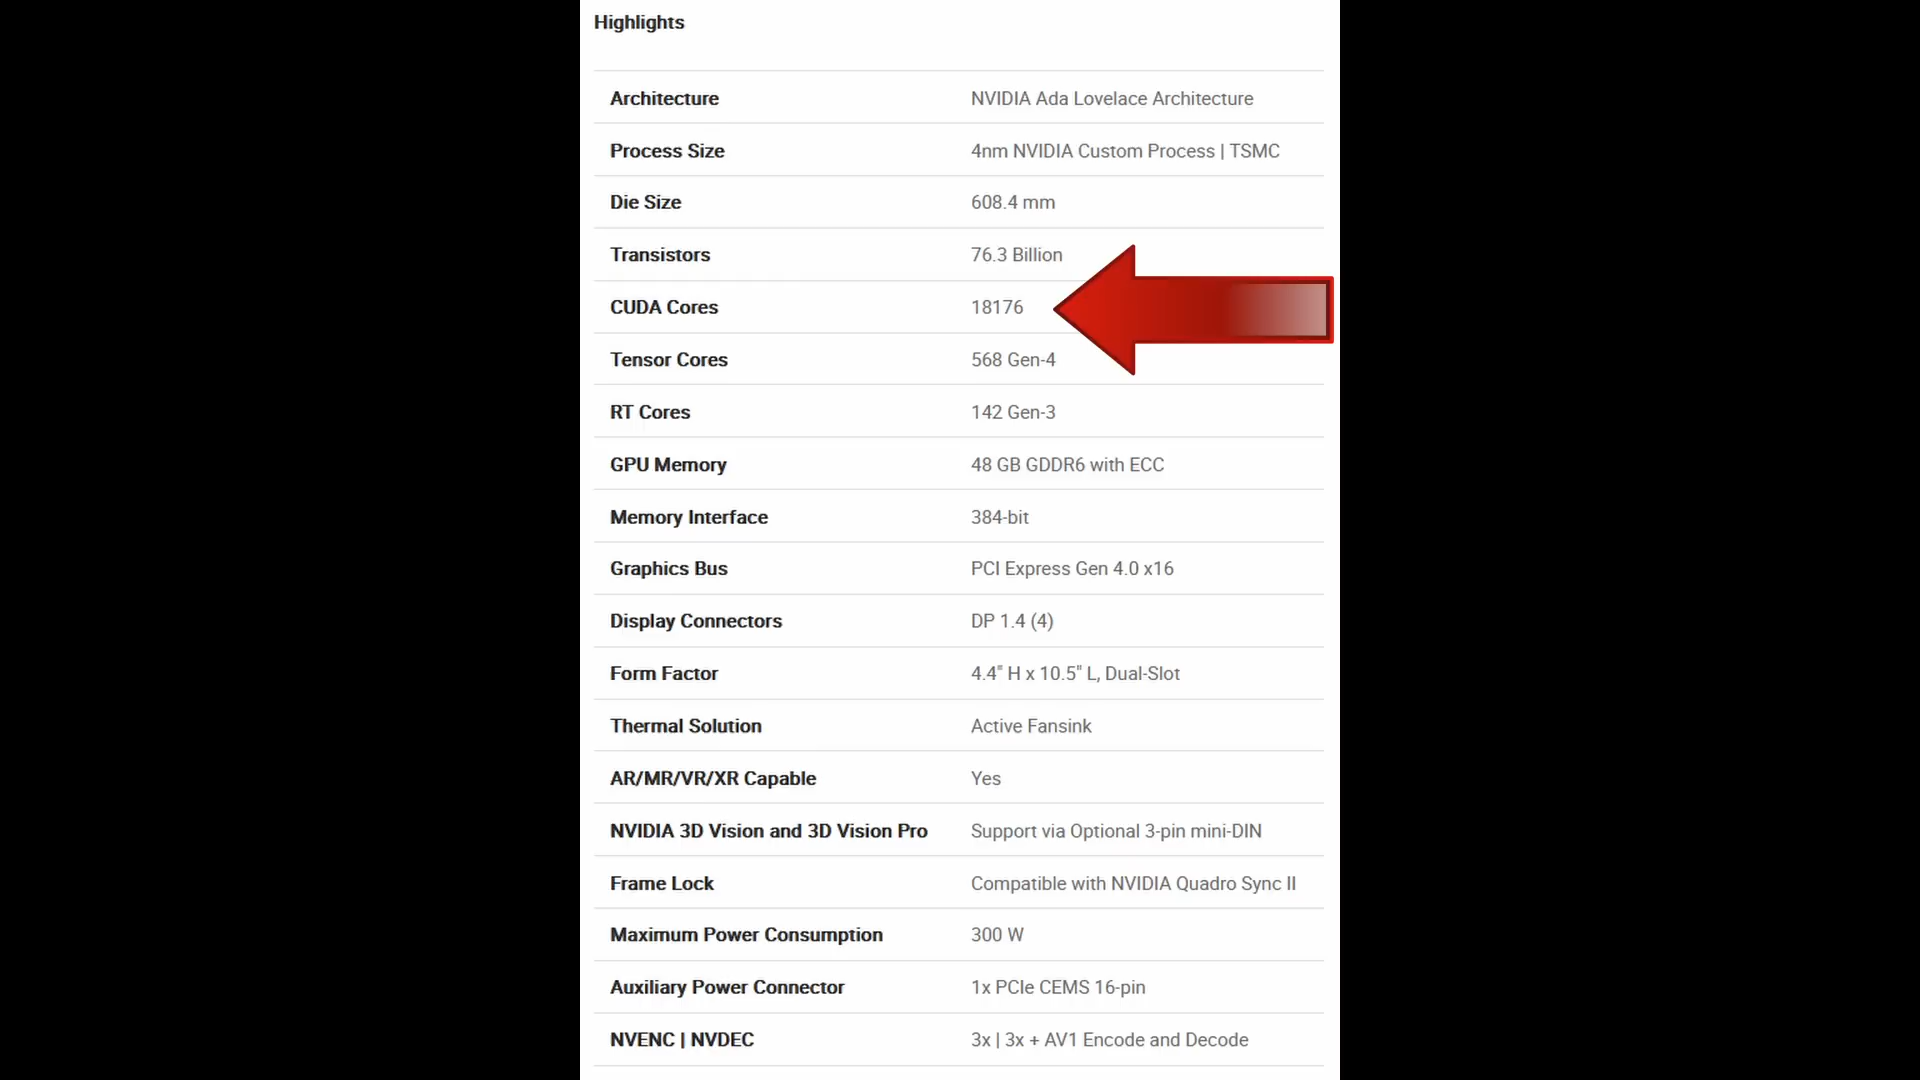 Highlights
Architecture NVIDIA Ada Lovelace Architecture
Process Size 4nm NVIDIA Custom Process | TSMC
Die Size 608.4 mm
Transistors 76.3 Billion
CUDA Cores 18176
Tensor Cores 568 Gen-4
RT Cores 142 Gen-3
GPU Memory 48 GB GDDR6 with ECC
Memory Interface 384-bit
Graphics Bus PCI Express Gen 4.0 x16
Display Connectors DP 1.4 (4)
Form Factor 4.4" H x 10.5" L, Dual-Slot
Thermal Solution Active Fansink
AR/MR/VR/XR Capable Yes
NVIDIA 3D Vision and 3D Vision Pro Support via Optional 3-pin mini-DIN
Frame Lock Compatible with NVIDIA Quadro Sync II
Maximum Power Consumption 300 W
Auxiliary Power Connector 1x PCIe CEMS 16-pin
NVENC | NVDEC 3x | 3x + AV1 Encode and Decode